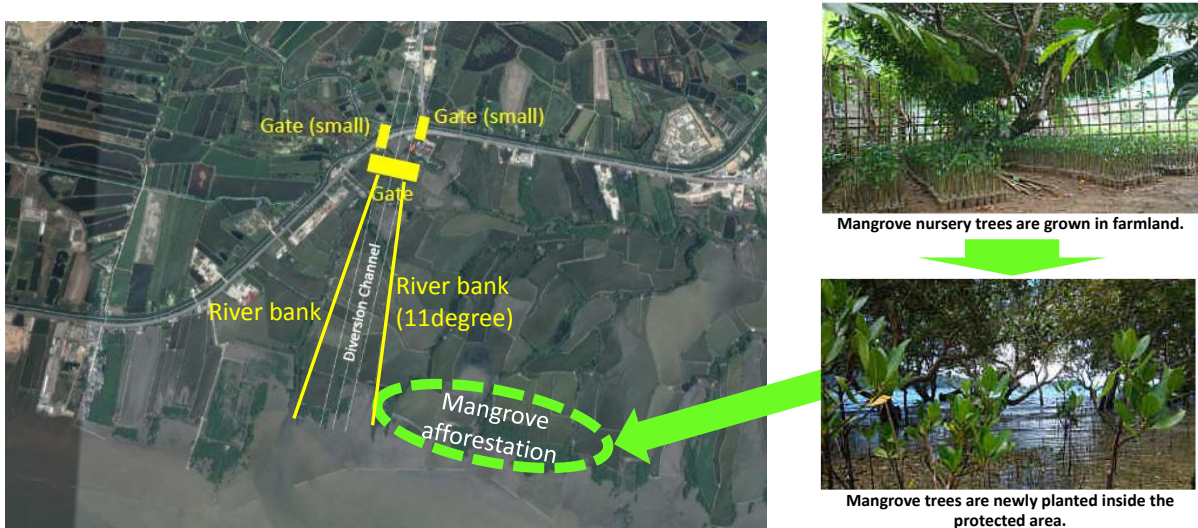 Gate (small)
Gate (small)
Gate
River bank
Diversion Channel
River bank
(11degree)
Mangrove
afforestation
Mangrove nursery trees are grown in farmland.
Mangrove trees are newly planted inside the
protected area.